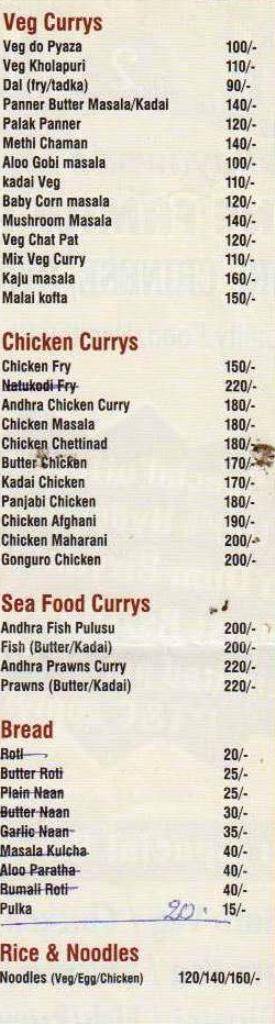 Veg Currys
Veg do Pyaza 100/-
Veg Kholapuri 110/-
Dal (fry/tadka) 90/-
Panner Butter Masala/Kadai 140/-
Palak Panner 120/-
Methi Chaman 140/-
Aloo Gobi masala 100/-
kadai Veg 110/-
Baby Corn masala 120/-
Mushroom Masala 140/-
Veg Chat Pat 120/-
Mix Veg Curry 110/-
Kaju masala 160/-
Malai kofta 150/-
Chicken Currys
Chicken Fry 150/-
Natukodi Fry 220/-
Andhra Chicken Curry 180/-
Chicken Masala 180/-
Chicken Chettinad 180/-
Butter Chicken 170/-
Kadai Chicken 170/-
Panjabi Chicken 180/-
Chicken Afghani 190/-
Chicken Maharani 200/-
Gonguro Chicken 200/-
Sea Food Currys
Andhra Fish Pulusu 200/-
Fish (Butter/Kadai) 200/-
Andhra Prawns Curry 220/-
Prawns (Butter/Kadai) 220/-
Bread
Roti 20/-
Butter Roti 25/-
Plein Naan 25/-
Butter Naan 30/-
Garlic Naan 35/-
Masala Kulcha 40/-
Aloo Paratha 40/-
Rumali Roti 40/-
Pulka 20 15/-
Rice & Noodles
Noodles (Veg/Egg/Chicken) 120/140/160/-